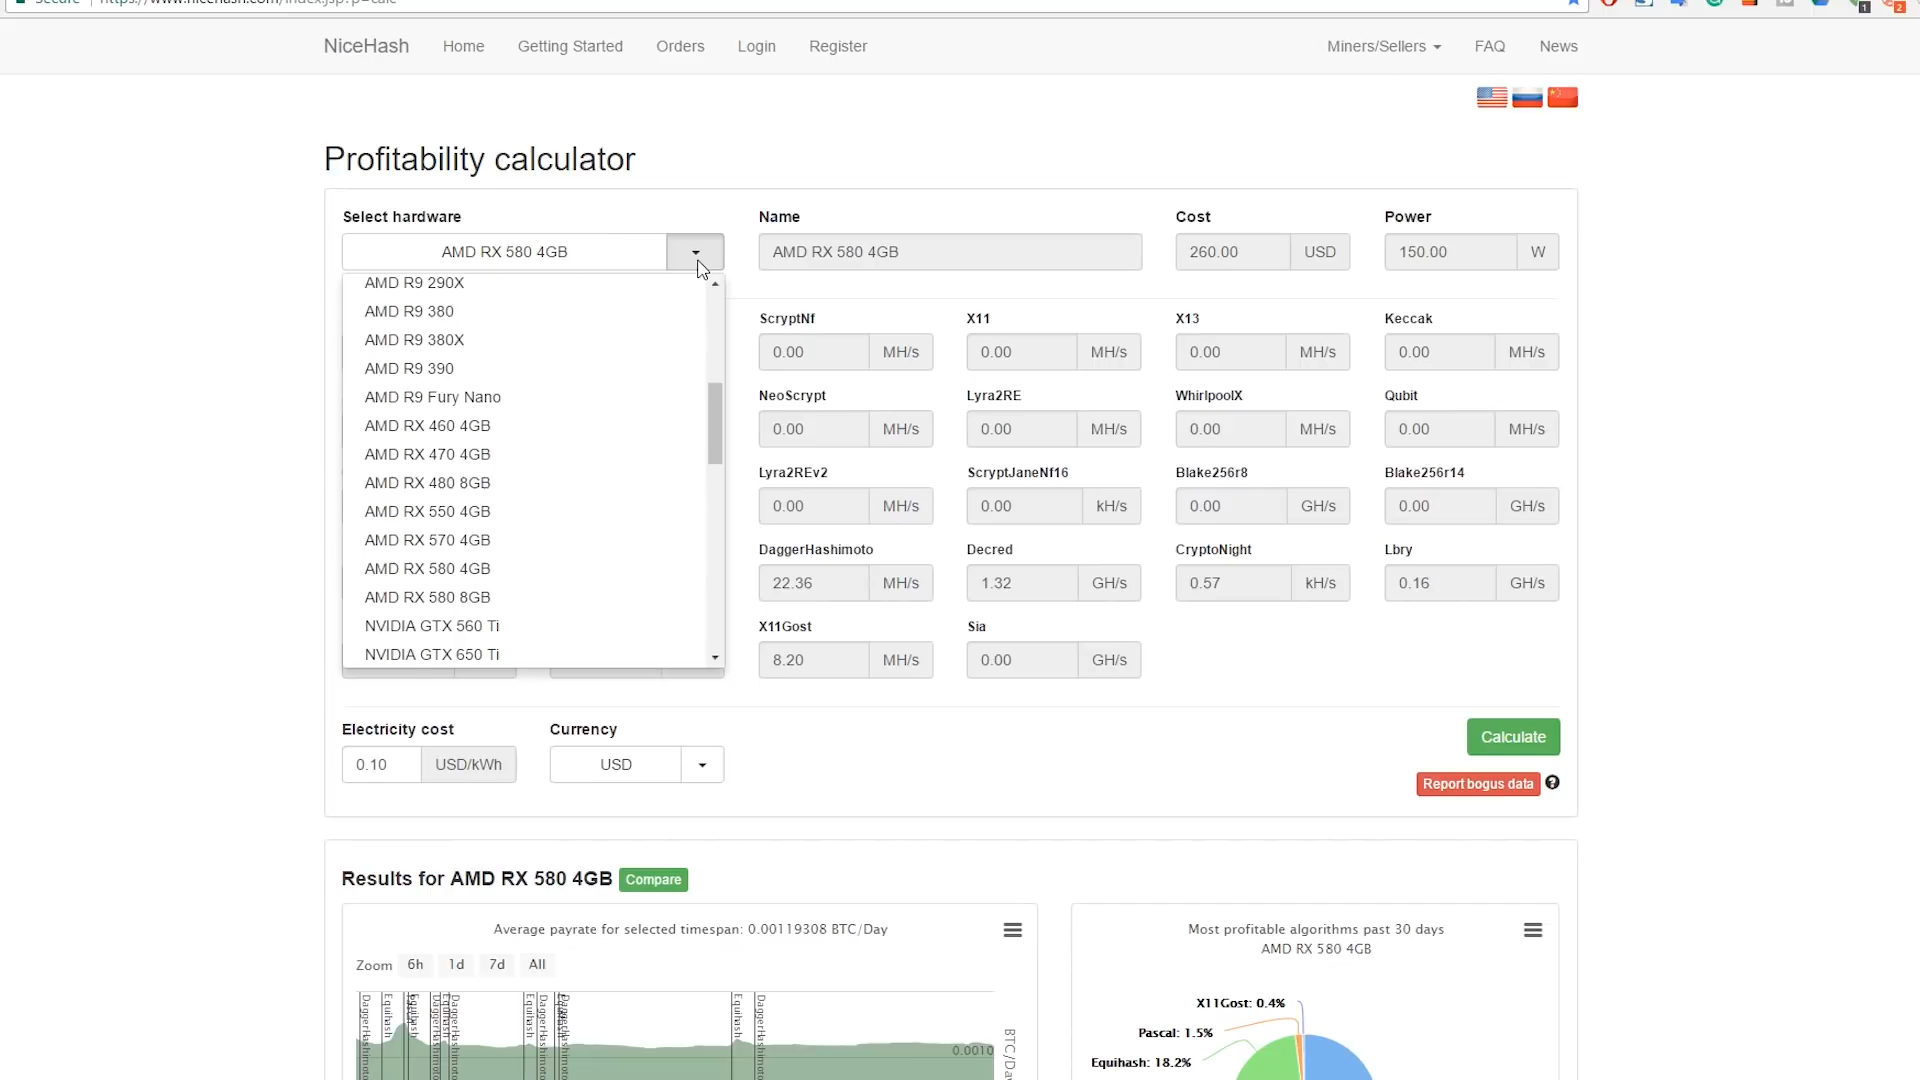 NiceHash Home Getting Started Orders Login Register Miners/Sellers FAQ News
Profitability calculator
Select hardware Name Cost Power
AMD RX 580 4GB AMD RX 580 4GB 260.00 USD 150.00 W
AMD R9 290X
AMD R9 380
AMD R9 380X
AMD R9 390
AMD R9 Fury Nano
AMD RX 460 4GB
AMD RX 470 4GB
AMD RX 480 8GB
AMD RX 550 4GB
AMD RX 570 4GB
AMD RX 580 4GB
AMD RX 580 8GB
NVIDIA GTX 560 Ti
NVIDIA GTX 650 Ti
ScryptNf X11 X13 Keccak
0.00 MH/s 0.00 MH/s 0.00 MH/s 0.00 MH/s
NeoScrypt Lyra2RE WhirlpoolX Qubit
0.00 MH/s 0.00 MH/s 0.00 MH/s 0.00 MH/s
Lyra2REv2 ScryptJaneNf16 Blake256r8 Blake256r14
0.00 MH/s 0.00 kH/s 0.00 GH/s 0.00 GH/s
DaggerHashimoto Decred CryptoNight Lbry
22.36 MH/s 1.32 GH/s 0.57 kH/s 0.16 GH/s
X11Gost Sia
8.20 MH/s 0.00 GH/s
Electricity cost Currency
0.10 USD/kWh USD
Calculate
Report bogus data ?
Results for AMD RX 580 4GB Compare
Average payrate for selected timespan: 0.00119308 BTC/Day
Zoom 6h 1d 7d All
DaggerHashimoto
Equihash
Equihash
DaggerHashimoto
Equihash
DaggerHashimoto
Equihash
DaggerHashimoto
DaggerHashimoto
Equihash
DaggerHashimoto
0.0010
Most profitable algorithms past 30 days
AMD RX 580 4GB
X11Gost: 0.4%
Pascal: 1.5%
Equihash: 18.2%